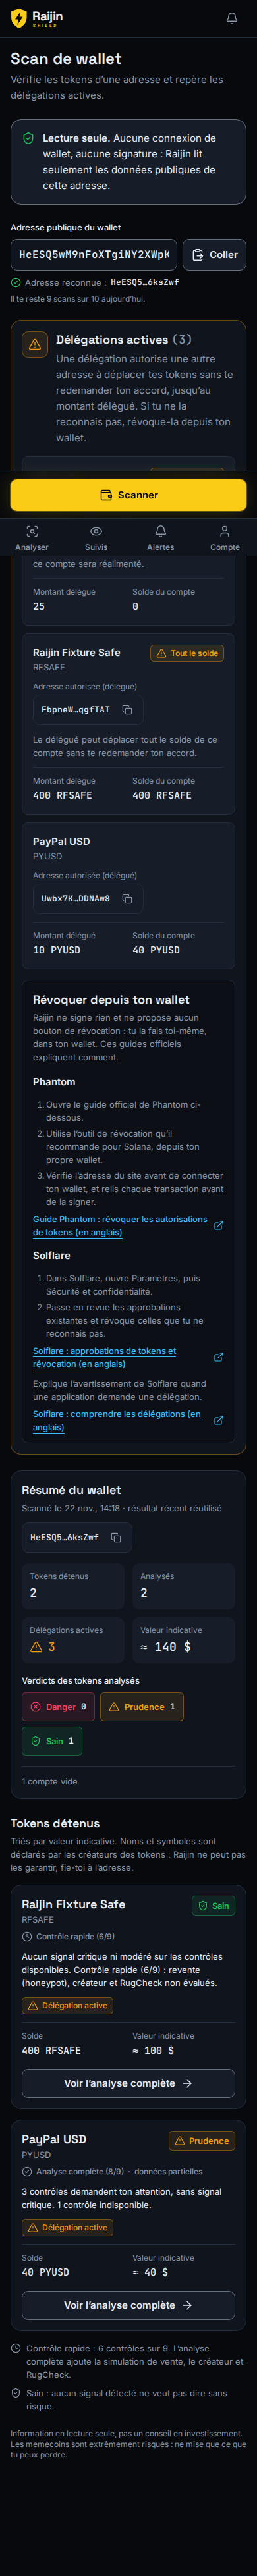 Raijin
SHIELD
Scan de wallet
Vérifie les tokens d'une adresse et repère les
délégations actives.
Lecture seule. Aucune connexion de
wallet, aucune signature : Raijin lit
seulement les données publiques de
cette adresse.
Adresse publique du wallet
HeESQ5wM9nFoXTgiNY2XWpK
Coller
Adresse reconnue : HeESQ5…6ksZwf
Il te reste 9 scans sur 10 aujourd'hui.
Délégations actives (3)
Une délégation autorise une autre
adresse à déplacer tes tokens sans te
redemander ton accord, jusqu'au
montant délégué. Si tu ne la
reconnais pas, révoque-la depuis ton
wallet.
Scanner
Analyser
Suivis
Alertes
Compte
ce compte sera réalimenté.
Montant délégué
Solde du compte
25
0
Raijin Fixture Safe
Tout le solde
RFSAFE
Adresse autorisée (délégué)
FbpneW…qgfTAT
Le délégué peut déplacer tout le solde de ce
compte sans te redemander ton accord.
Montant délégué
Solde du compte
400 RFSAFE
400 RFSAFE
PayPal USD
PYUSD
Adresse autorisée (délégué)
Uwbx7K…DDNAw8
Montant délégué
Solde du compte
10 PYUSD
40 PYUSD
Révoquer depuis ton wallet
Raijin ne signe rien et ne propose aucun
bouton de révocation : tu la fais toi-même,
dans ton wallet. Ces guides officiels
expliquent comment.
Phantom
1. Ouvre le guide officiel de Phantom ci-
dessous.
2. Utilise l'outil de révocation qu'il
recommande pour Solana, depuis ton
propre wallet.
3. Vérifie l'adresse du site avant de connecter
ton wallet, et relis chaque transaction avant
de la signer.
Guide Phantom : révoquer les autorisations
de tokens (en anglais)
Solflare
1. Dans Solflare, ouvre Paramètres, puis
Sécurité et confidentialité.
2. Passe en revue les approbations
existantes et révoque celles que tu ne
reconnais pas.
Solflare : approbations de tokens et
révocation (en anglais)
Explique l'avertissement de Solflare quand
une application demande une délégation.
Solflare : comprendre les délégations (en
anglais)
Résumé du wallet
Scanné le 22 nov., 14:18 · résultat récent réutilisé
HeESQ5…6ksZwf
Tokens détenus
Analysés
2
2
Délégations actives
Valeur indicative
3
≈ 140 $
Verdicts des tokens analysés
Danger 0
Prudence 1
Sain 1
1 compte vide
Tokens détenus
Triés par valeur indicative. Noms et symboles sont
déclarés par les créateurs des tokens : Raijin ne peut pas
les garantir, fie-toi à l'adresse.
Raijin Fixture Safe
Sain
RFSAFE
Contrôle rapide (6/9)
Aucun signal critique ni modéré sur les contrôles
disponibles. Contrôle rapide (6/9) : revente
(honeypot), créateur et RugCheck non évalués.
Délégation active
Solde
Valeur indicative
400 RFSAFE
≈ 100 $
Voir l'analyse complète
PayPal USD
Prudence
PYUSD
Analyse complète (8/9) · données partielles
3 contrôles demandent ton attention, sans signal
critique. 1 contrôle indisponible.
Délégation active
Solde
Valeur indicative
40 PYUSD
≈ 40 $
Voir l'analyse complète
Contrôle rapide : 6 contrôles sur 9. L'analyse
complète ajoute la simulation de vente, le créateur et
RugCheck.
Sain : aucun signal détecté ne veut pas dire sans
risque.
Information en lecture seule, pas un conseil en investissement.
Les memecoins sont extrêmement risqués : ne mise que ce que
tu peux perdre.